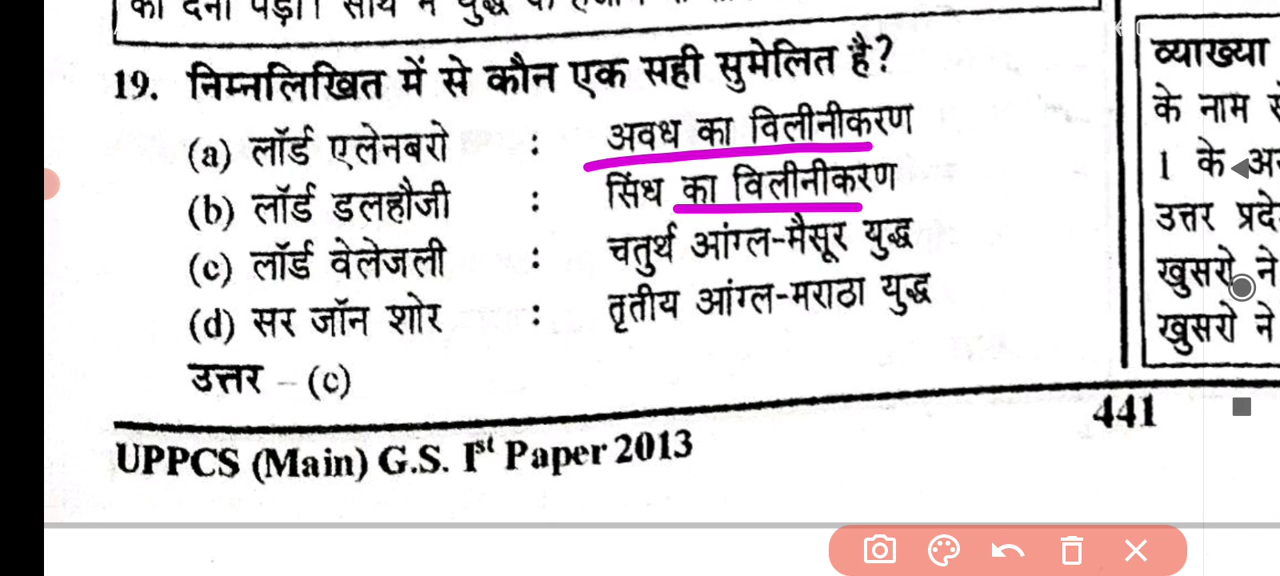 19. निम्नलिखित में से कौन एक सही सुमेलित है?
(a) लॉर्ड एलेनबरो : अवध का विलीनीकरण
(b) लॉर्ड डलहौजी : सिंध का विलीनीकरण
(c) लॉर्ड वेलेजली : चतुर्थ आंग्ल-मैसूर युद्ध
(d) सर जॉन शोर : तृतीय आंग्ल-मराठा युद्ध
उत्तर – (c)
UPPCS (Main) G.S. Ist Paper 2013
441
व्याख्या
के नाम
1 के
उत्तर
खुसरो ने
खुसरो ने